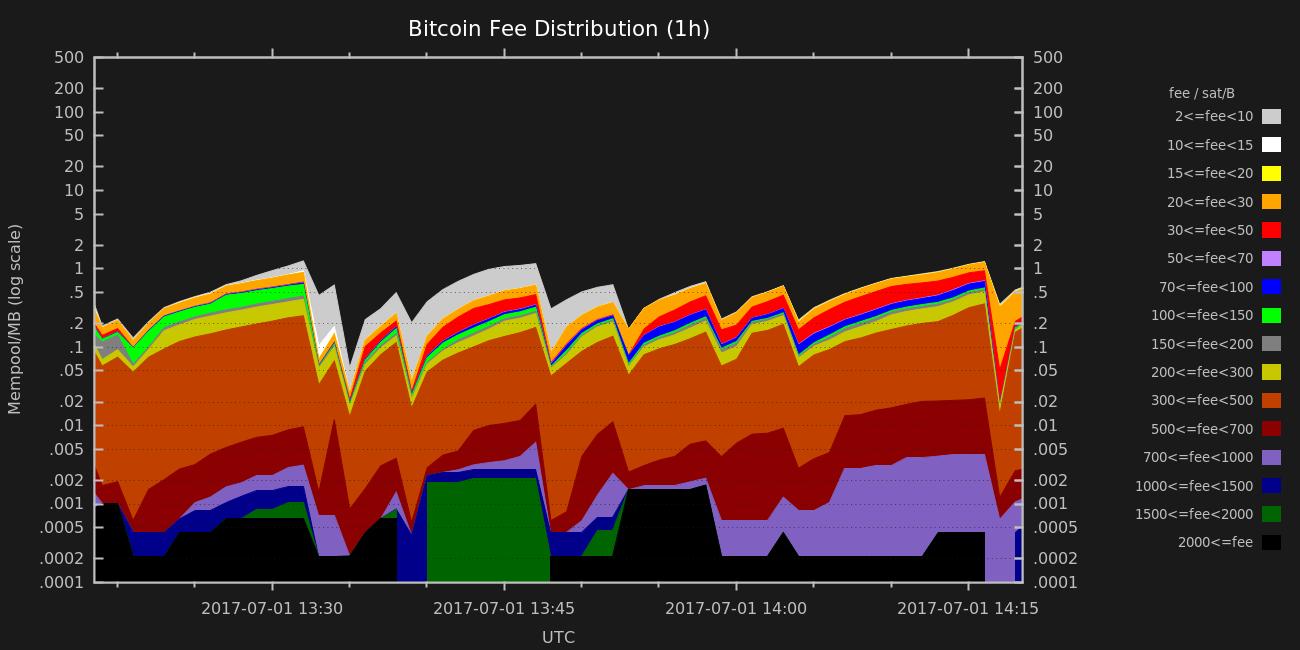 Bitcoin Fee Distribution (1h)
500
200
100
50
20
10
5
2
1
.5
.2
.1
.05
.02
.01
.005
.002
.001
.0005
.0002
.0001
Mempool/MB (log scale)
500
200
100
50
20
10
5
2
1
.5
.2
.1
.05
.02
.01
.005
.002
.001
.0005
.0002
.0001
2017-07-01 13:30
2017-07-01 13:45
2017-07-01 14:00
2017-07-01 14:15
UTC
fee / sat/B
2<=fee<10
10<=fee<15
15<=fee<20
20<=fee<30
30<=fee<50
50<=fee<70
70<=fee<100
100<=fee<150
150<=fee<200
200<=fee<300
300<=fee<500
500<=fee<700
700<=fee<1000
1000<=fee<1500
1500<=fee<2000
2000<=fee